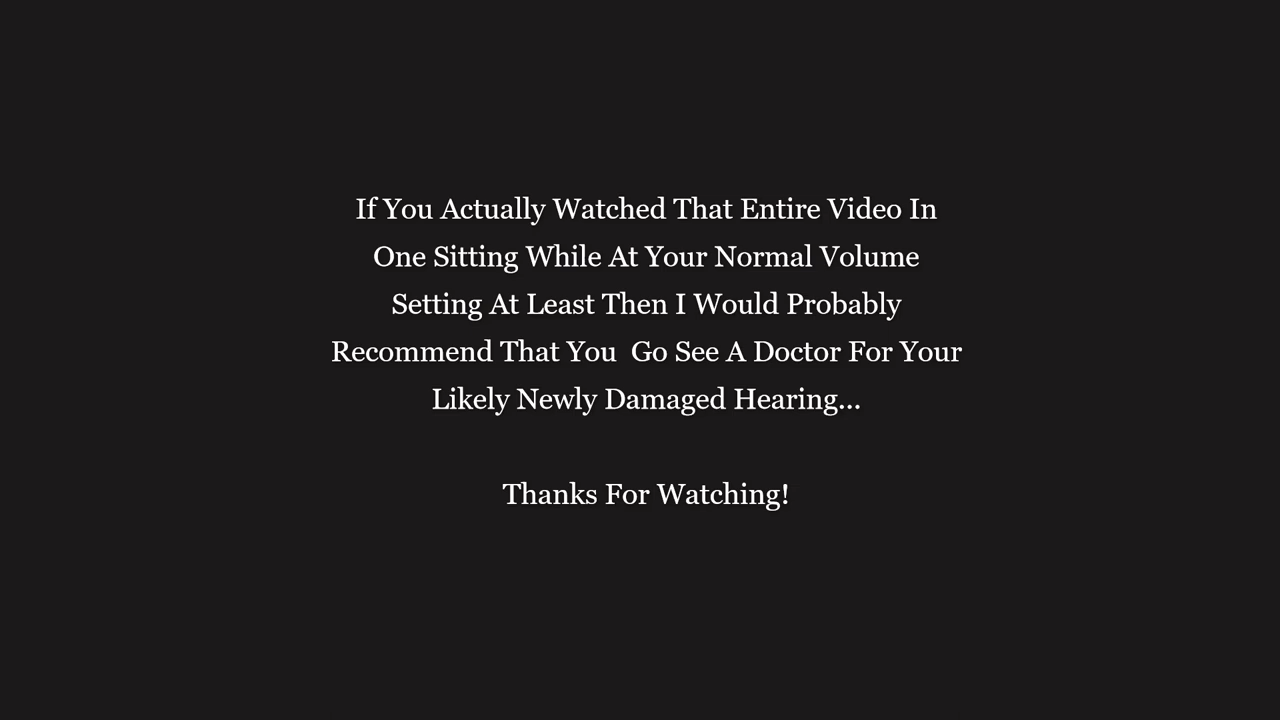 If You Actually Watched That Entire Video In
One Sitting While At Your Normal Volume
Setting At Least Then I Would Probably
Recommend That You  Go See A Doctor For Your
Likely Newly Damaged Hearing...
Thanks For Watching!